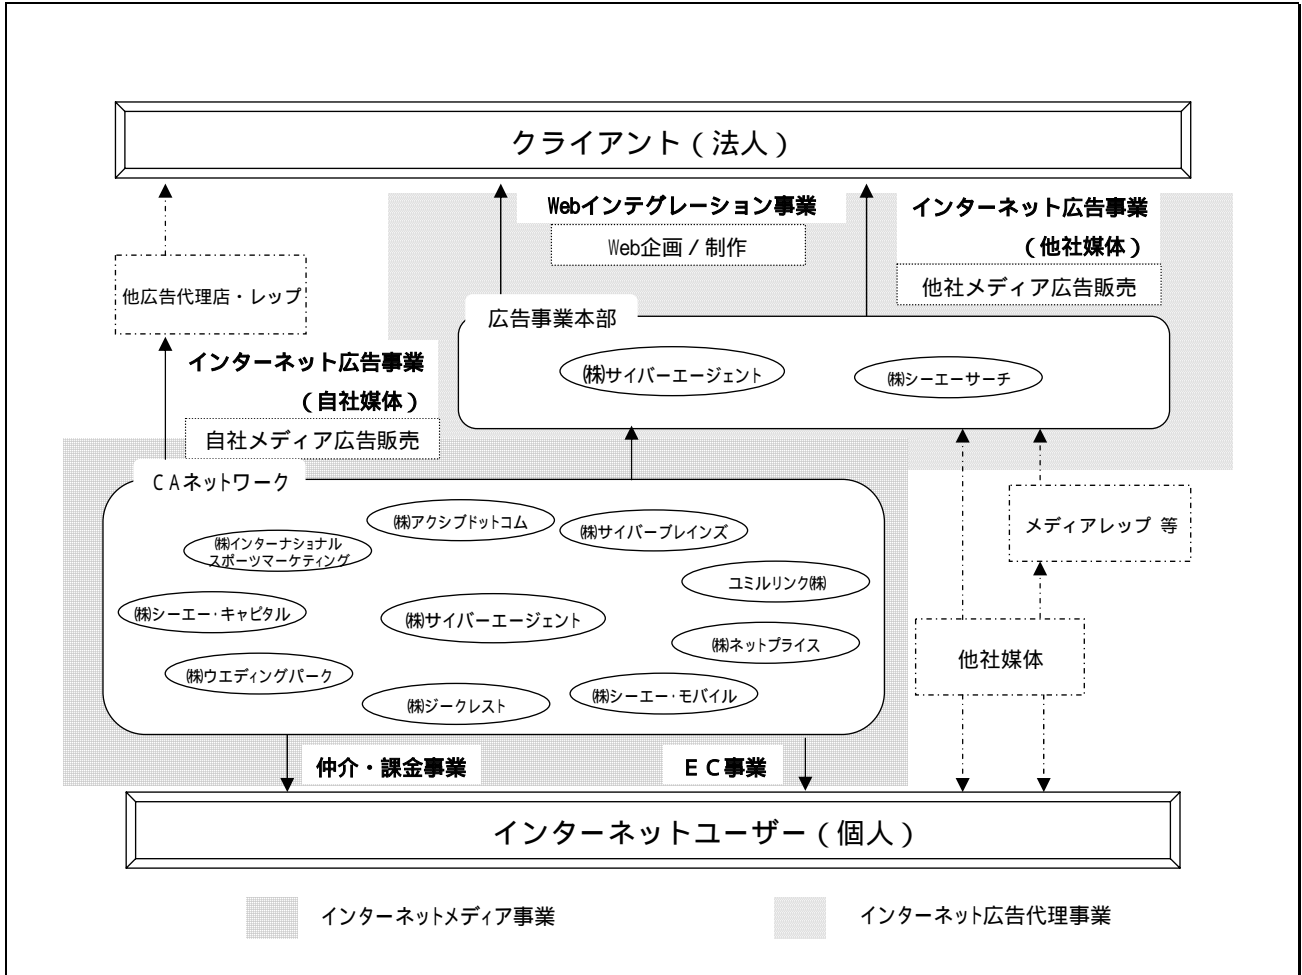 クライアント（法人）
Webインテグレーション事業
Web企画／制作
インターネット広告事業
（他社媒体）
他社メディア広告販売
他広告代理店・レップ
広告事業本部
㈱サイバーエージェント
㈱シーエーサーチ
インターネット広告事業
（自社媒体）
自社メディア広告販売
ＣＡネットワーク
㈱アクシブドットコム
㈱サイバーブレインズ
㈱インターナショナル
スポーツマーケティング
ユミルリンク㈱
㈱シーエー・キャピタル
㈱サイバーエージェント
㈱ネットプライス
㈱ウエディングパーク
㈱ジークレスト
㈱シーエー・モバイル
メディアレップ 等
他社媒体
仲介・課金事業
ＥＣ事業
インターネットユーザー（個人）
インターネットメディア事業
インターネット広告代理事業